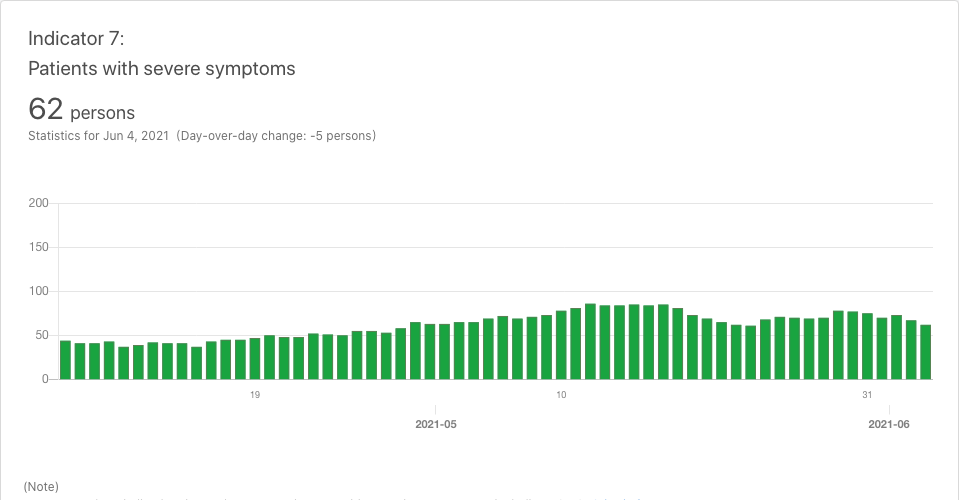 Indicator 7:
Patients with severe symptoms
62 persons
Statistics for Jun 4, 2021 (Day-over-day change: -5 persons)
200
150
100
50
0
19
10
31
2021-05
2021-06
(Note)